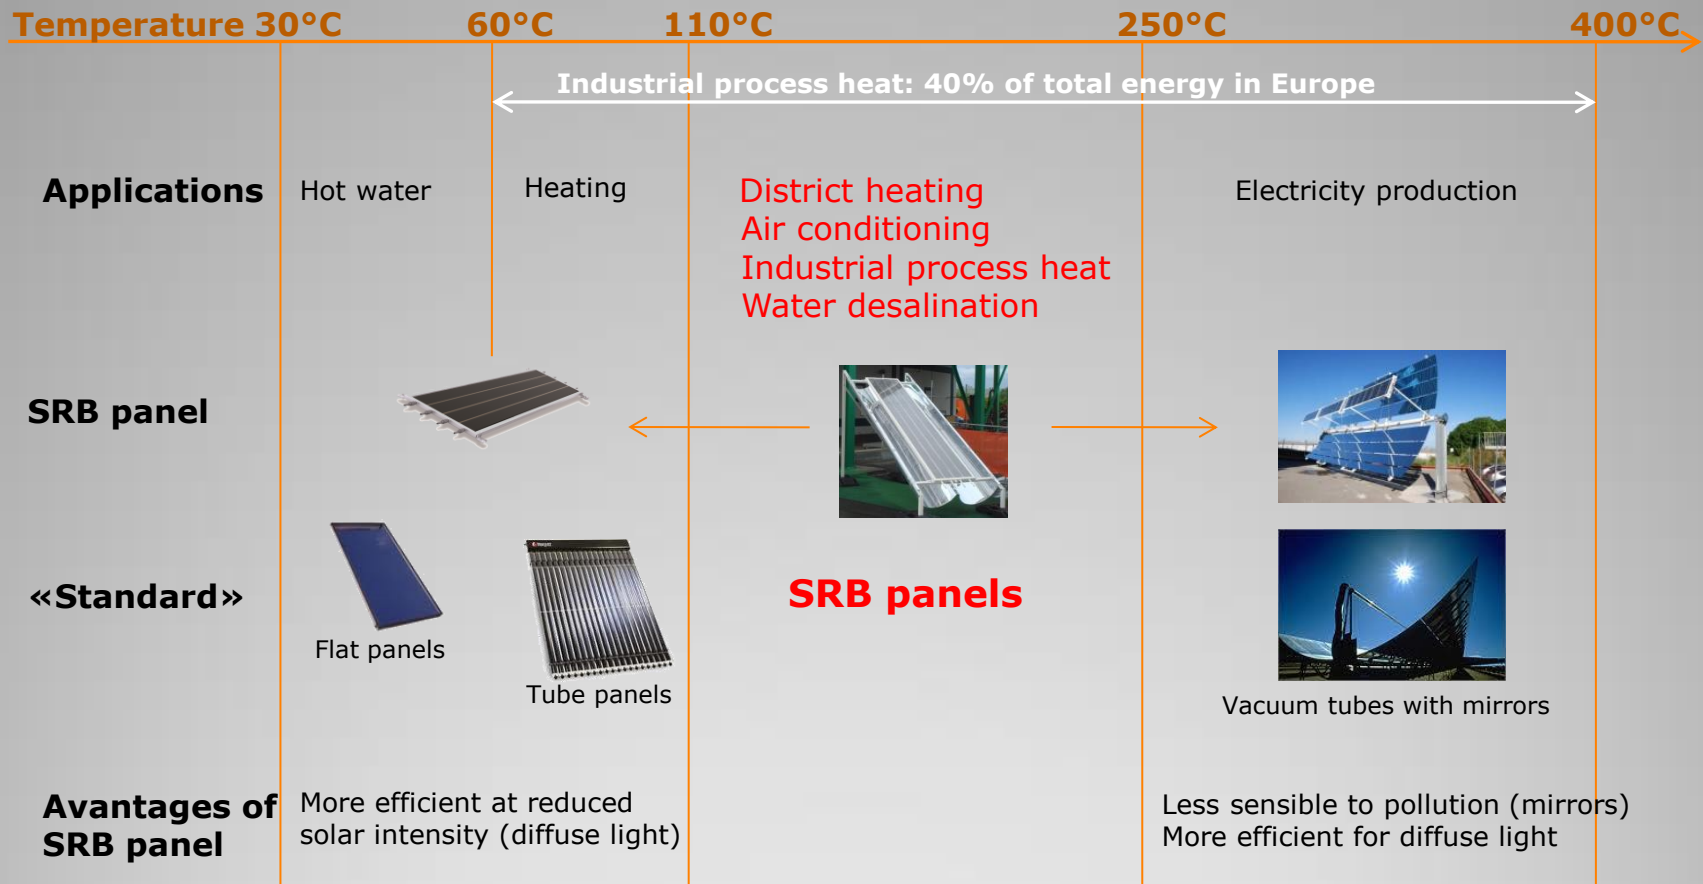 Temperature 30°C 60°C 110°C 250°C 400°C
Industrial process heat: 40% of total energy in Europe
Applications
Hot water
Heating
District heating
Air conditioning
Industrial process heat
Water desalination
Electricity production
SRB panel
«Standard»
Flat panels
Tube panels
SRB panels
Vacuum tubes with mirrors
Avantages of
SRB panel
More efficient at reduced
solar intensity (diffuse light)
Less sensible to pollution (mirrors)
More efficient for diffuse light